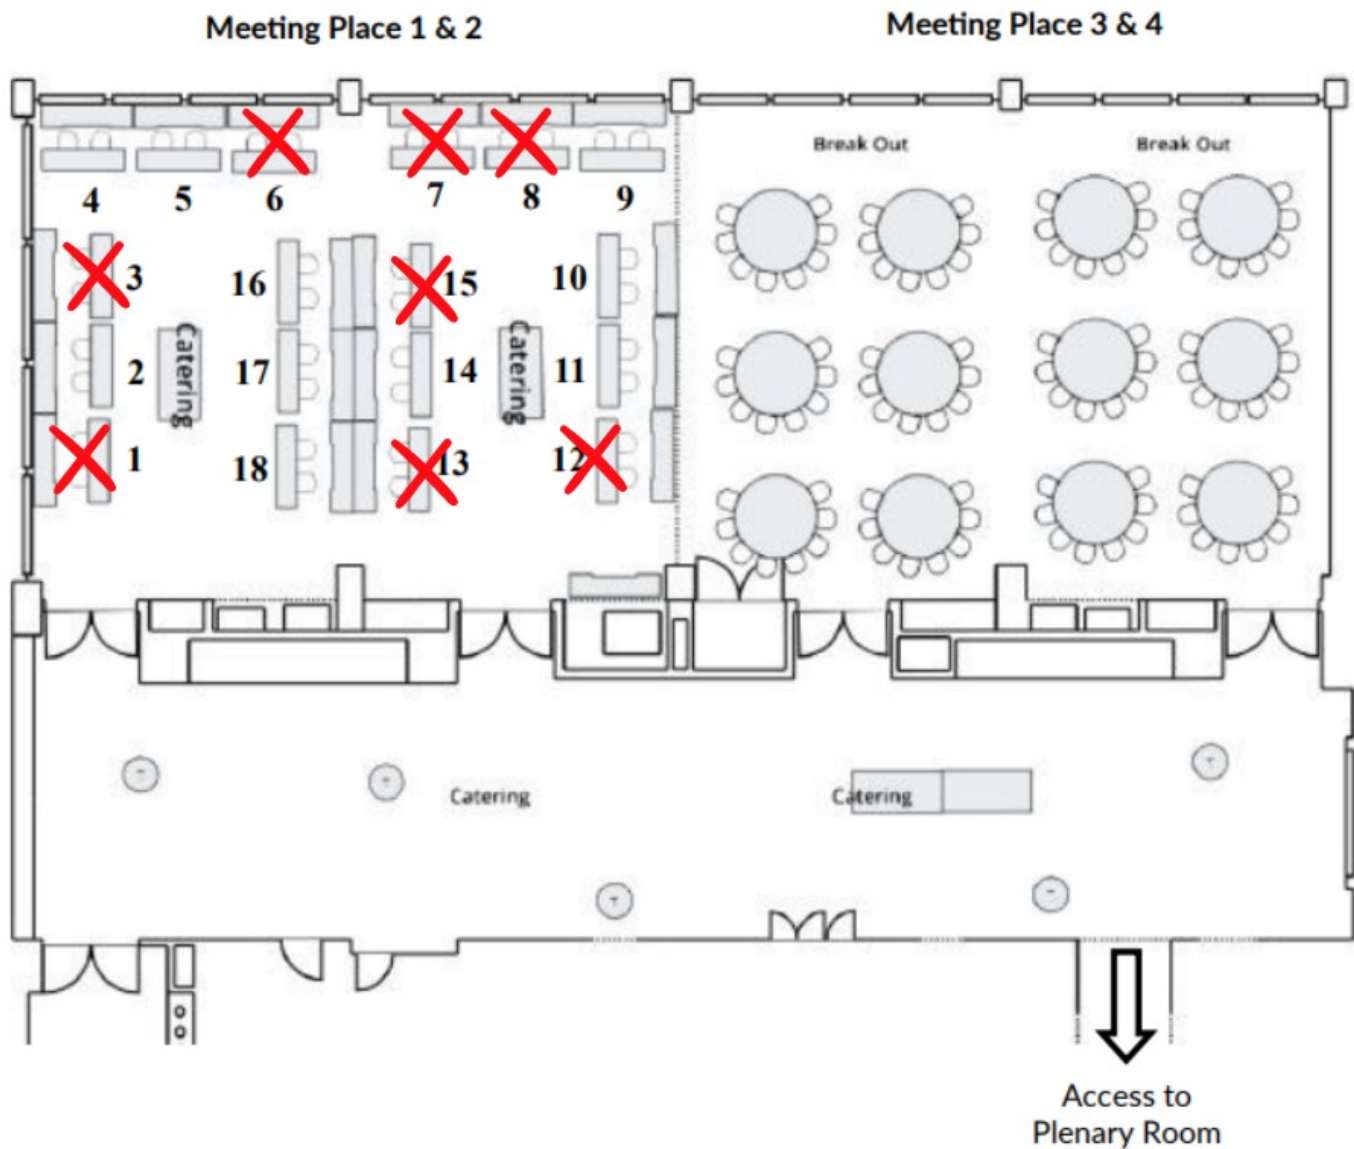 Meeting Place 1 & 2
Meeting Place 3 & 4
Break Out
Break Out
4
5
6
7
8
9
3
16
15
10
2
Catering
17
14
Catering
11
1
18
13
12
Catering
Catering
Access to
Plenary Room